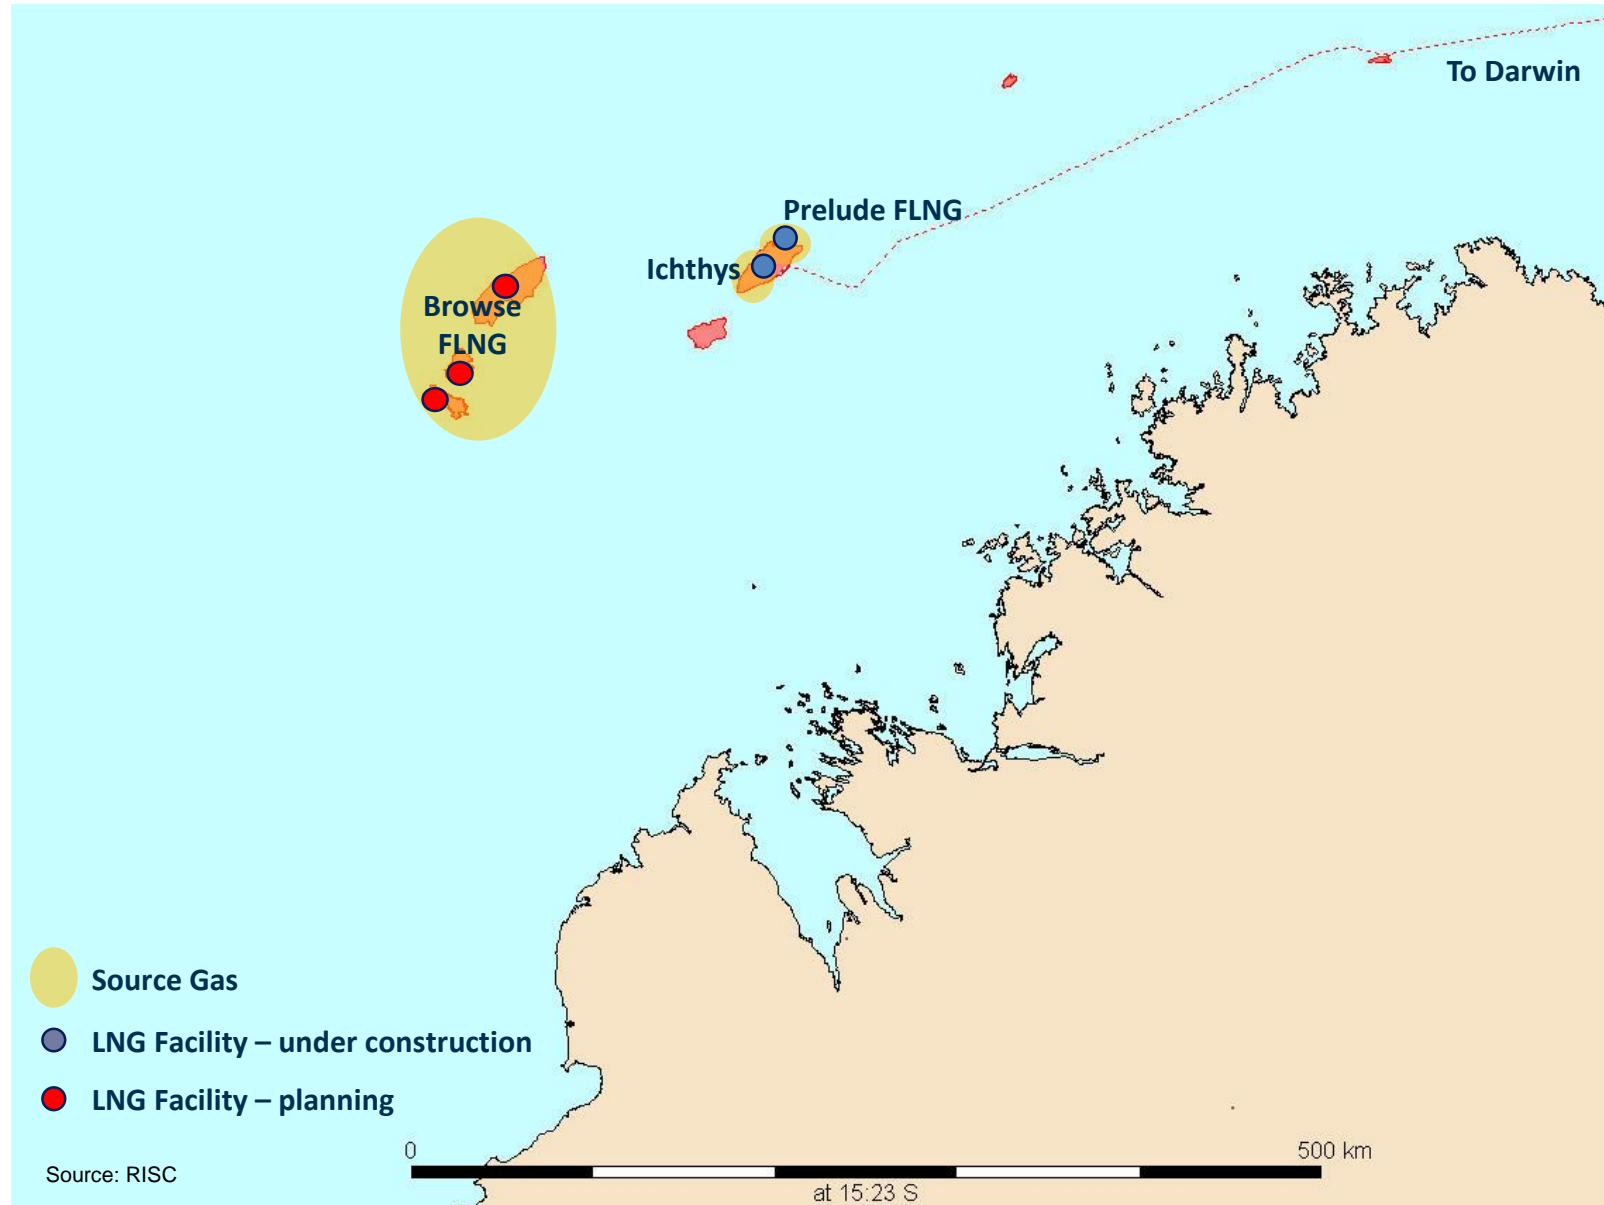 To Darwin
Prelude FLNG
Ichthys
Browse
FLNG
Source Gas
LNG Facility – under construction
LNG Facility – planning
Source: RISC
0
500 km
at 15:23 S